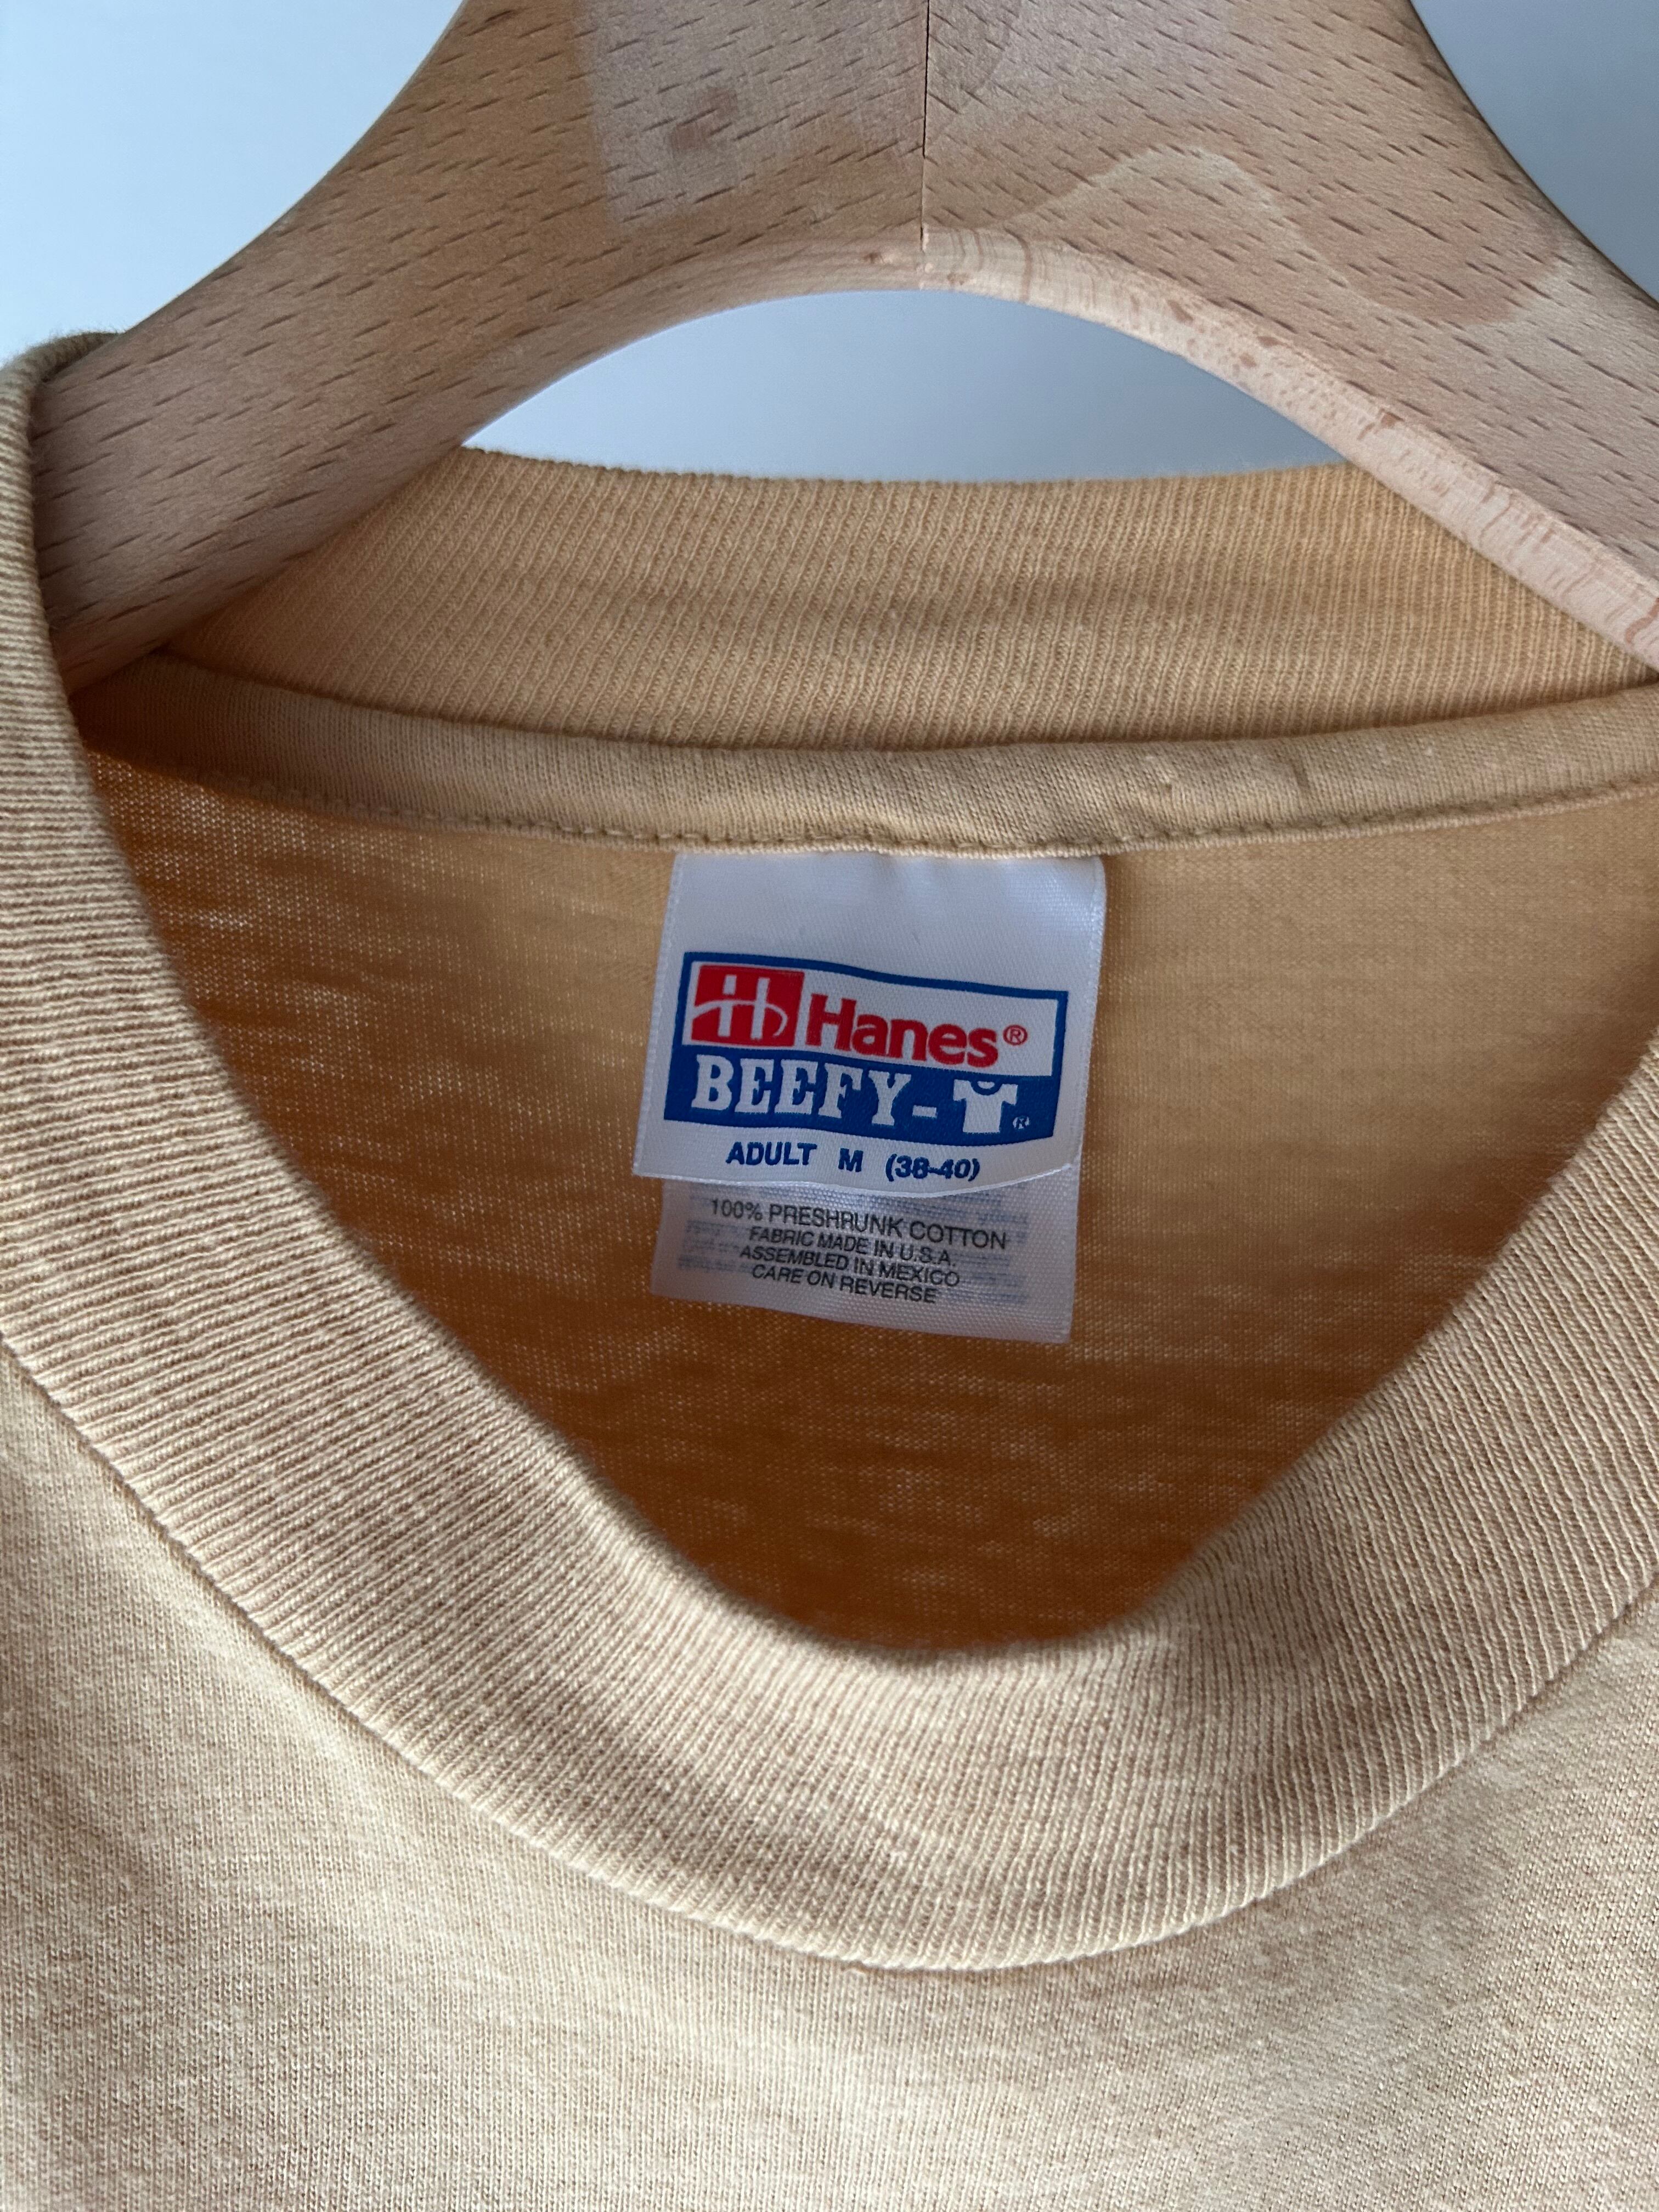 Hanes®
BEEFY-®
ADULT M (38-40)
100% PRESHRUNK COTTON
FABRIC MADE IN U.S.A.
ASSEMBLED IN MEXICO
CARE ON REVERSE